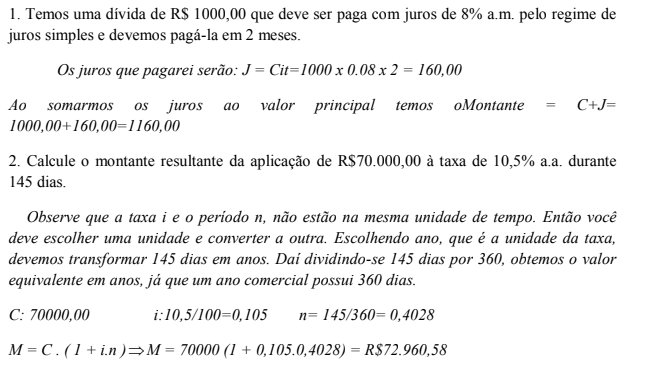 1. Temos uma dívida de R$ 1000,00 que deve ser paga com juros de 8% a.m. pelo regime de
juros simples e devemos pagá-la em 2 meses.
Os juros que pagarei serão: J = Cit=1000 x 0.08 x 2 = 160,00
Ao somarmos os juros ao valor principal temos oMontante = C+J=
1000,00+160,00=1160,00
2. Calcule o montante resultante da aplicação de R$70.000,00 à taxa de 10,5% a.a. durante
145 dias.
Observe que a taxa i e o período n, não estão na mesma unidade de tempo. Então você
deve escolher uma unidade e converter a outra. Escolhendo ano, que é a unidade da taxa,
devemos transformar 145 dias em anos. Daí dividindo-se 145 dias por 360, obtemos o valor
equivalente em anos, já que um ano comercial possui 360 dias.
C: 70000,00 i:10,5/100=0,105 n= 145/360= 0,4028
M = C . ( 1 + i.n )⇒M = 70000 (1 + 0,105.0,4028) = R$72.960,58